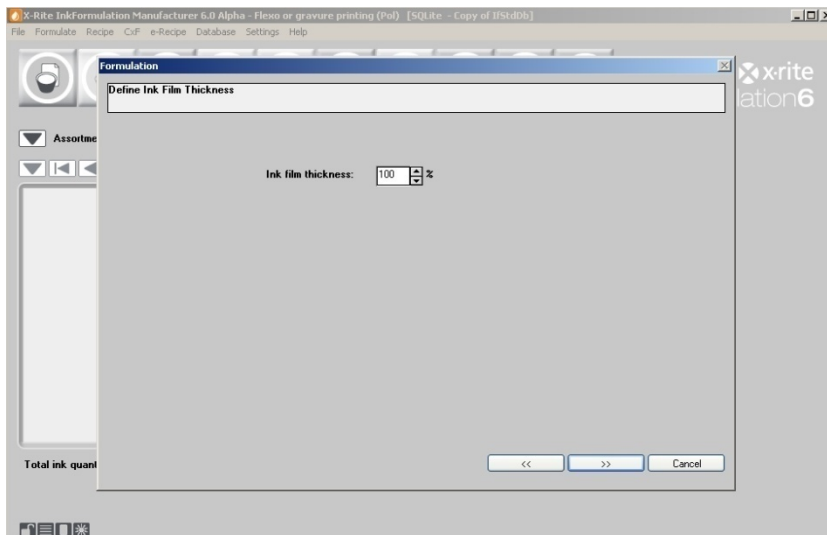 X-Rite InkFormulation Manufacturer 6.0 Alpha - Flexo or gravure printing (Pol) [SQLite - Copy of IfStdDb]
File Formulate Recipe CxF e-Recipe Database Settings Help
Formulation
Define Ink Film Thickness
x·rite
lation6
Assortme
Ink film thickness: 100 %
Total ink quant
<< >> Cancel